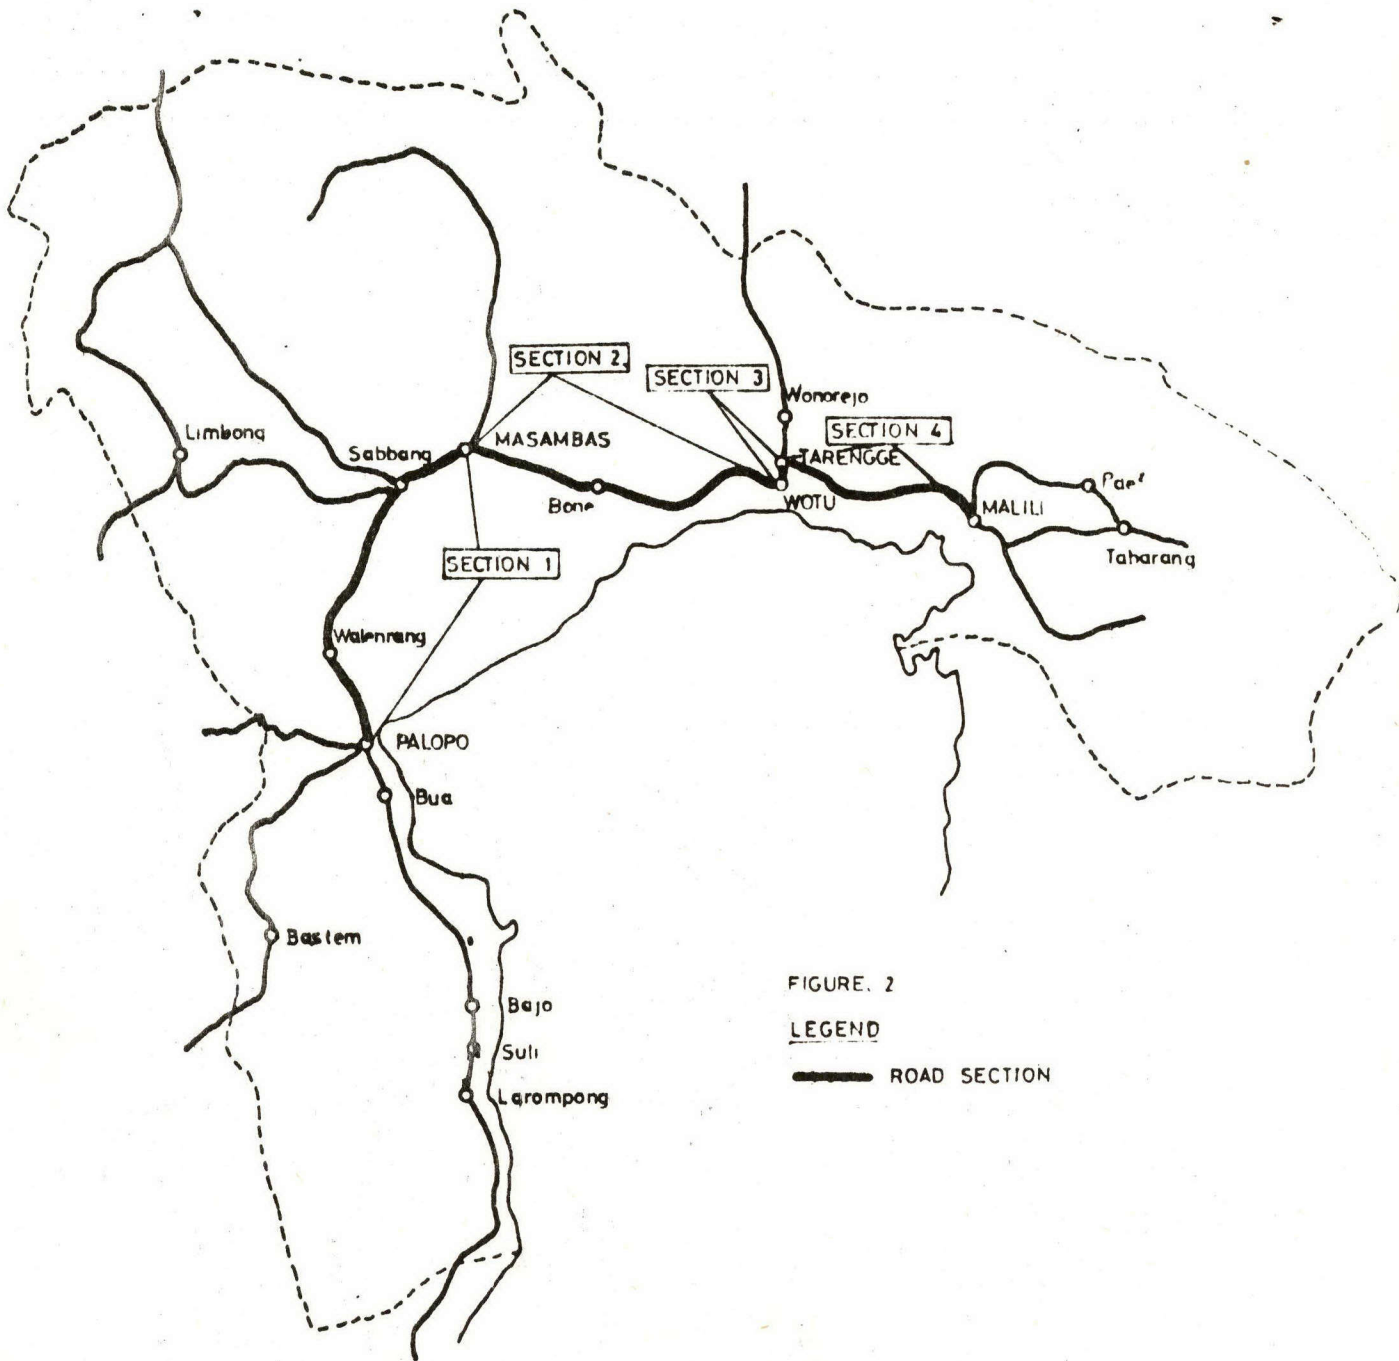 SECTION 2
SECTION 3
Wonorejo
Limbong
SECTION 4
Sabbang
MASAMBAS
TARENGGE
Bone
WOTU
MALILI
Taharang
SECTION 1
Walenrang
PALOPO
Bua
Bastem
FIGURE. 2
Bajo
LEGEND
Suli
ROAD SECTION
Larompong